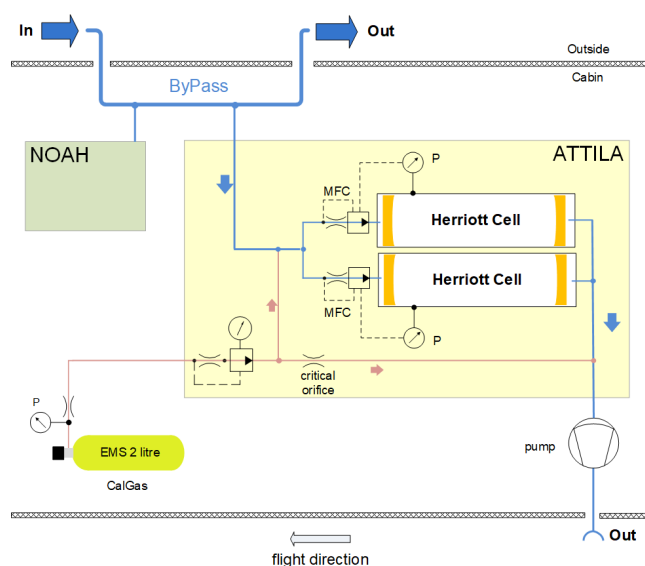 In
Out
Outside
Cabin
ByPass
NOAH
ATTILA
P
MFC
Herriott Cell
Herriott Cell
MFC
P
critical
orifice
P
EMS 2 litre
CalGas
pump
Out
flight direction